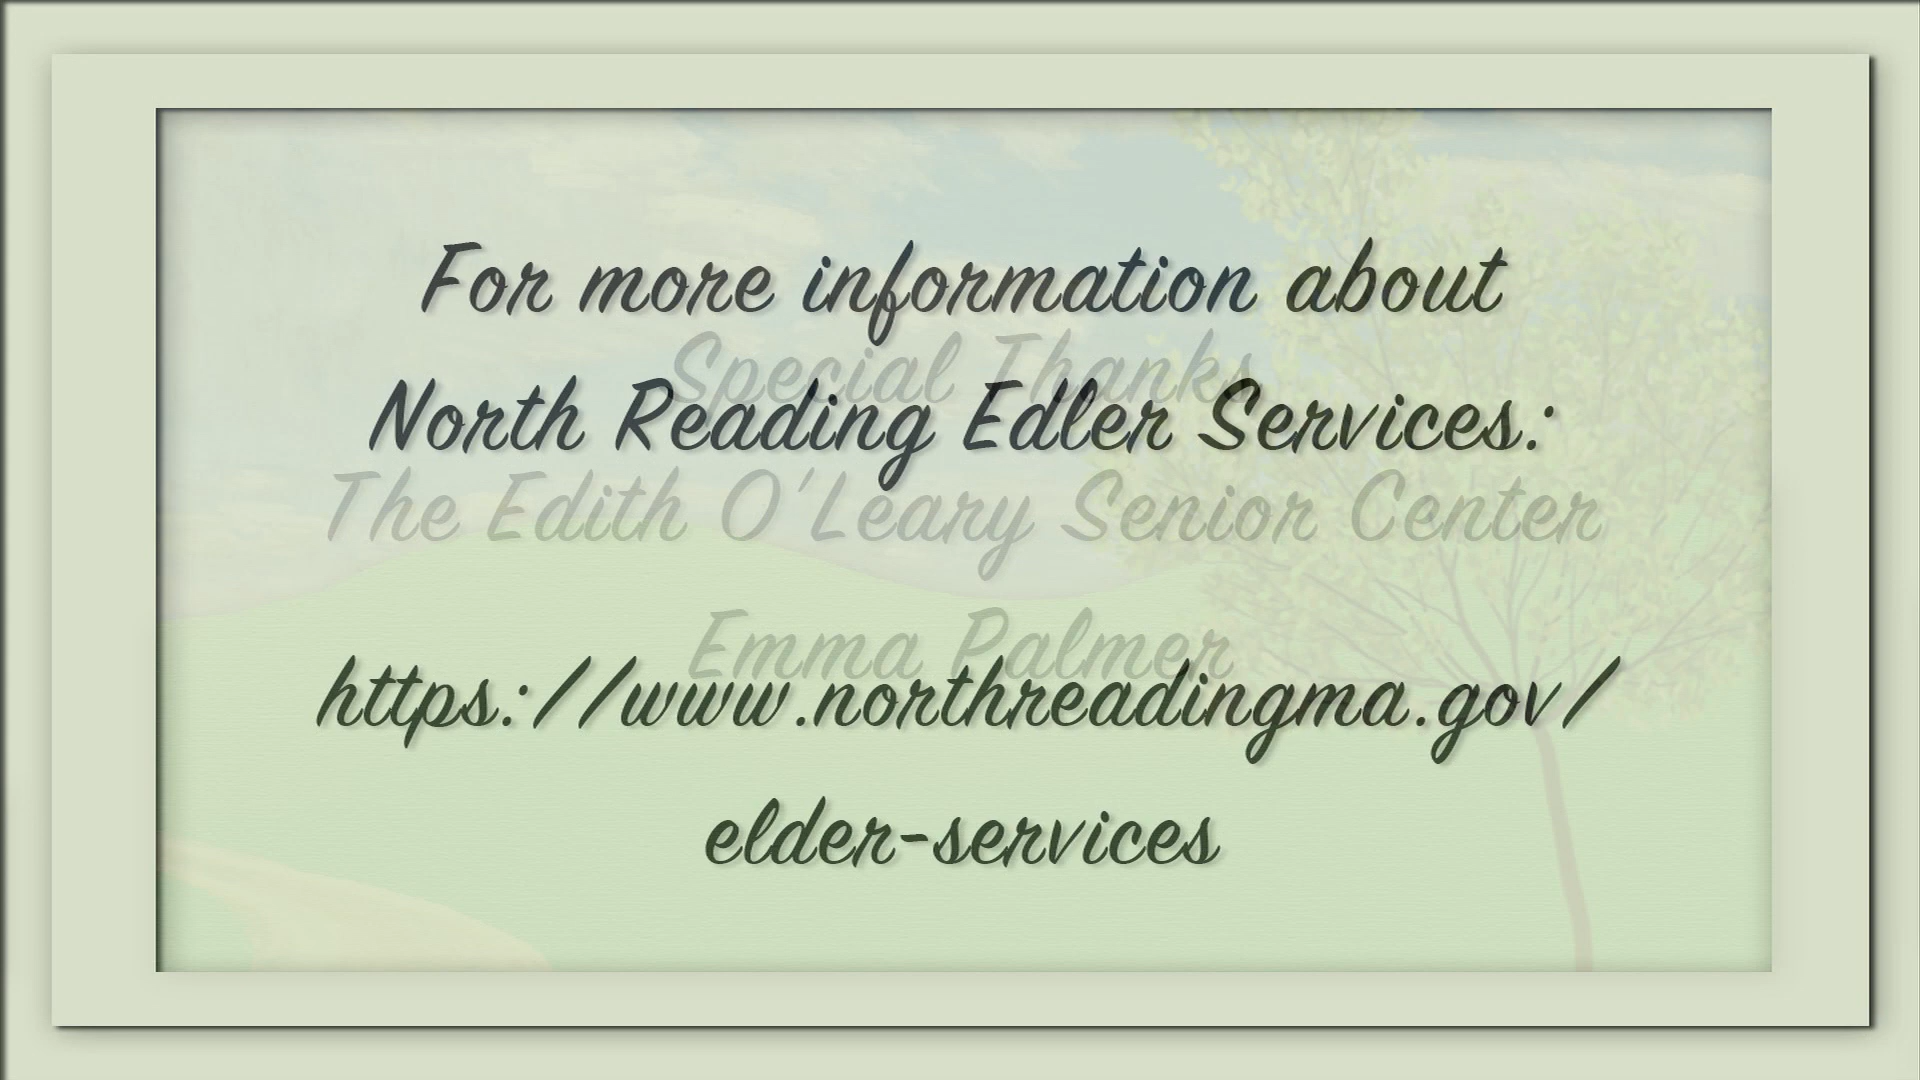 For more information about
Special Thanks
North Reading Edler Services:
The Edith O'Leary Senior Center
Emma Palmer
https://www.northreadingma.gov/
elder-services